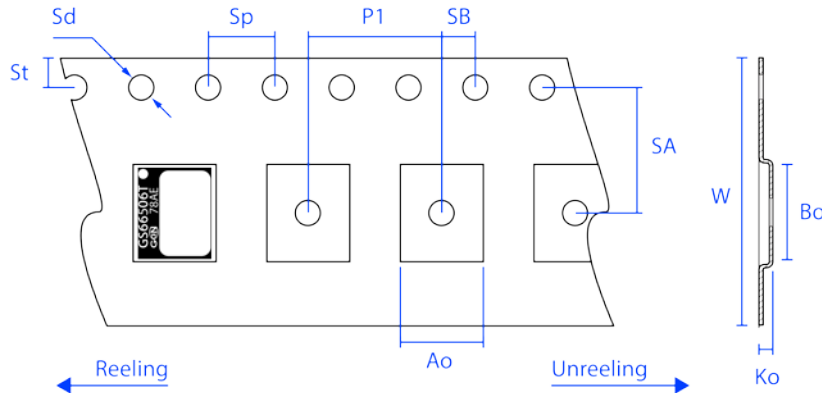 Sd
Sp
P1
SB
St
SA
W
Bo
GS66506T
78AE
GaN
Ao
Ko
Reeling
Unreeling